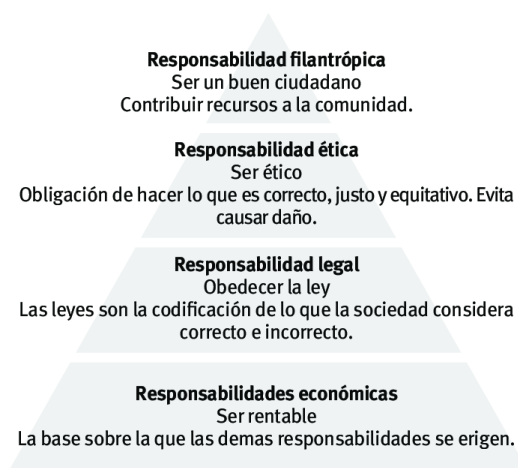 Responsabilidad filantrópica
Ser un buen ciudadano
Contribuir recursos a la comunidad.
Responsabilidad ética
Ser ético
Obligación de hacer lo que es correcto, justo y equitativo. Evita
causar daño.
Responsabilidad legal
Obedecer la ley
Las leyes son la codificación de lo que la sociedad considera
correcto e incorrecto.
Responsabilidades económicas
Ser rentable
La base sobre la que las demas responsabilidades se erigen.